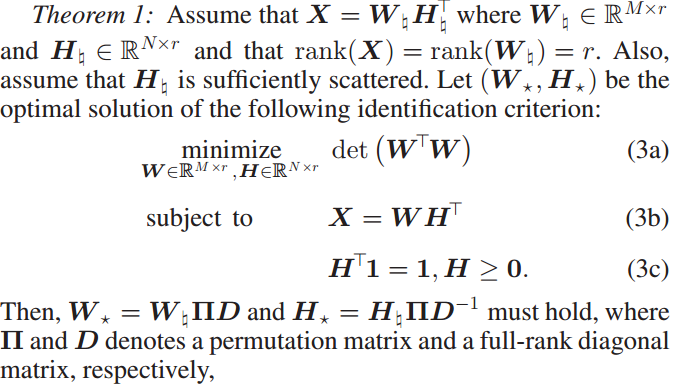 Theorem 1: Assume that X = W♮H♮⊤ where W♮ ∈ ℝ^{M×r}
and H♮ ∈ ℝ^{N×r} and that rank(X) = rank(W♮) = r. Also,
assume that H♮ is sufficiently scattered. Let (W⋆, H⋆) be the
optimal solution of the following identification criterion:
minimize_{W∈ℝ^{M×r},H∈ℝ^{N×r}} det (W⊤W) (3a)
subject to X = WH⊤ (3b)
H⊤1 = 1, H ≥ 0. (3c)
Then, W⋆ = W♮ΠD and H⋆ = H♮ΠD⁻¹ must hold, where
Π and D denotes a permutation matrix and a full-rank diagonal
matrix, respectively,